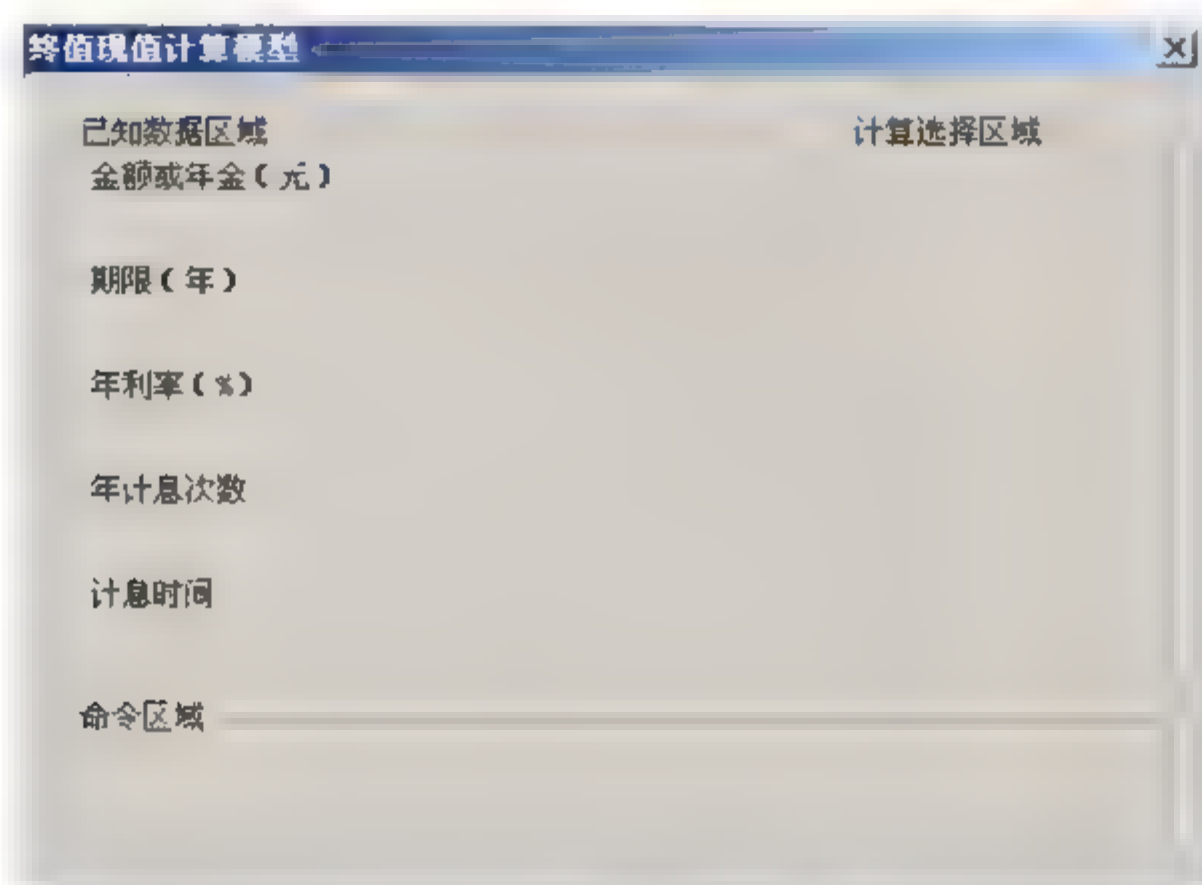 终值现值计算模型
已知数据区域 计算选择区域
金额或年金(元)
期限(年)
年利率(%)
年计息次数
计息时间
命令区域